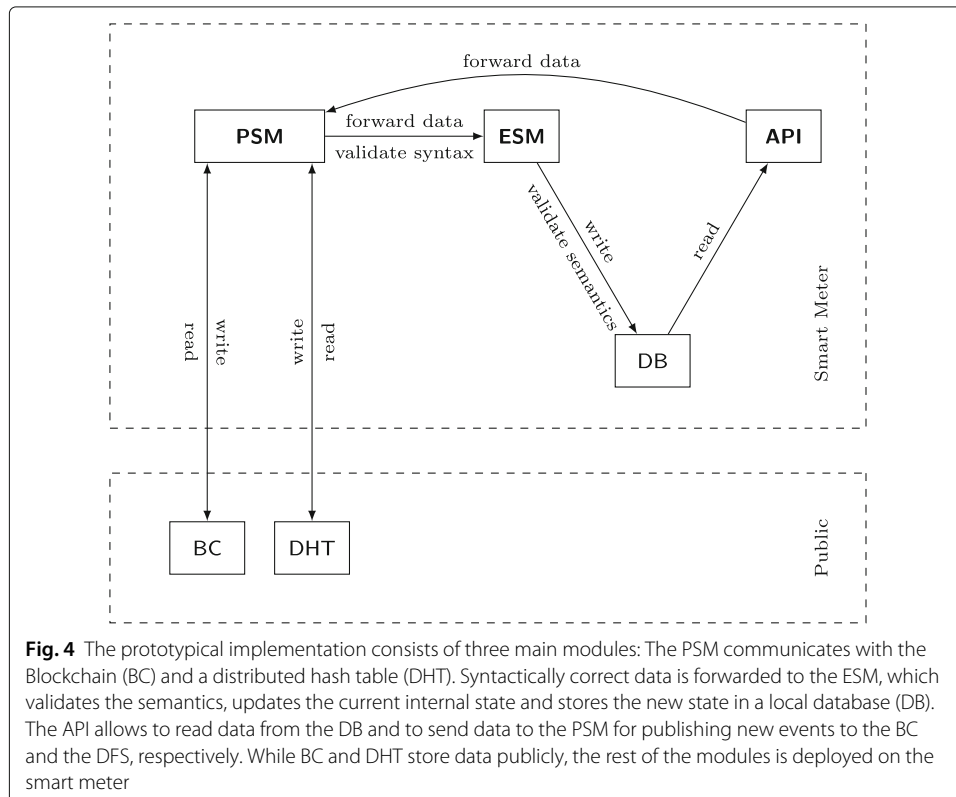 forward data
PSM
forward data
validate syntax
ESM
API
write
validate semantics
read
read
write
write
read
DB
Smart Meter
BC
DHT
Public
Fig. 4 The prototypical implementation consists of three main modules: The PSM communicates with the
Blockchain (BC) and a distributed hash table (DHT). Syntactically correct data is forwarded to the ESM, which
validates the semantics, updates the current internal state and stores the new state in a local database (DB).
The API allows to read data from the DB and to send data to the PSM for publishing new events to the BC
and the DFS, respectively. While BC and DHT store data publicly, the rest of the modules is deployed on the
smart meter